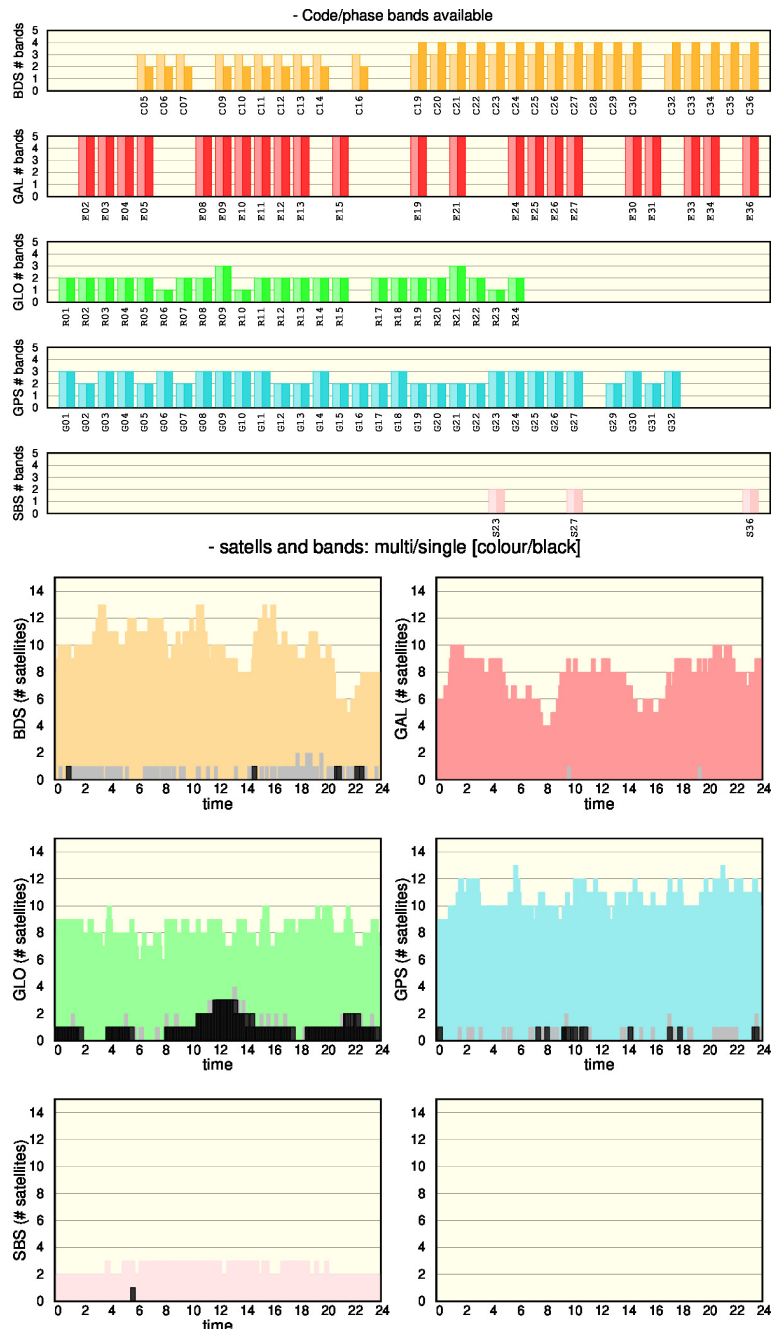 - Code/phase bands available
BDS # bands
5
4
3
2
1
0
C05 C06 C07 C09 C10 C11 C12 C13 C14 C16 C19 C20 C21 C22 C23 C24 C25 C26 C27 C28 C29 C30 C32 C33 C34 C35 C36
GAL # bands
5
4
3
2
1
0
E02 E03 E04 E05 E08 E09 E10 E11 E12 E13 E15 E19 E21 E24 E25 E26 E27 E30 E31 E33 E34 E36
GLO # bands
5
4
3
2
1
0
R01 R02 R03 R04 R05 R06 R07 R08 R09 R10 R11 R12 R13 R14 R15 R17 R18 R19 R20 R21 R22 R23 R24
GPS # bands
5
4
3
2
1
0
G01 G02 G03 G04 G05 G06 G07 G08 G09 G10 G11 G12 G13 G14 G15 G16 G17 G18 G19 G20 G21 G22 G23 G24 G25 G26 G27 G29 G30 G31 G32
SBS # bands
5
4
3
2
1
0
S23 S27 S36
- satells and bands: multi/single [colour/black]
BDS (# satellites)
14
12
10
8
6
4
2
0
0 2 4 6 8 10 12 14 16 18 20 22 24
time
GAL (# satellites)
14
12
10
8
6
4
2
0
0 2 4 6 8 10 12 14 16 18 20 22 24
time
GLO (# satellites)
14
12
10
8
6
4
2
0
0 2 4 6 8 10 12 14 16 18 20 22 24
time
GPS (# satellites)
14
12
10
8
6
4
2
0
0 2 4 6 8 10 12 14 16 18 20 22 24
time
SBS (# satellites)
14
12
10
8
6
4
2
0
0 2 4 6 8 10 12 14 16 18 20 22 24
time
14
12
10
8
6
4
2
0
0 2 4 6 8 10 12 14 16 18 20 22 24